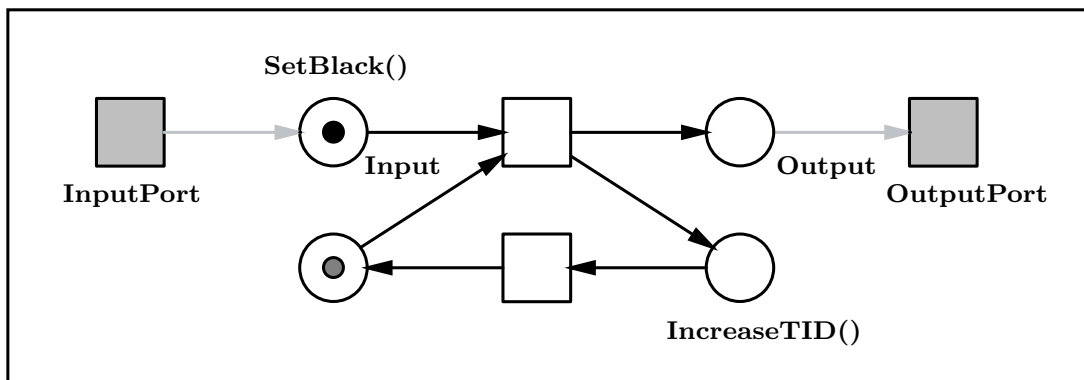 SetBlack()
Input
Output
InputPort
OutputPort
IncreaseTID()